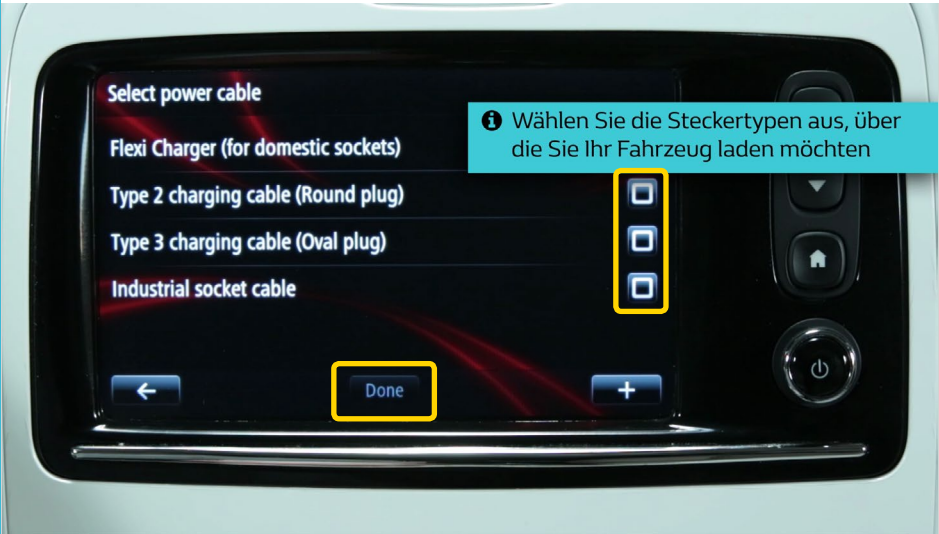 Select power cable
Flexi Charger (for domestic sockets)
Wählen Sie die Steckertypen aus, über
die Sie Ihr Fahrzeug laden möchten
Type 2 charging cable (Round plug)
Type 3 charging cable (Oval plug)
Industrial socket cable
Done